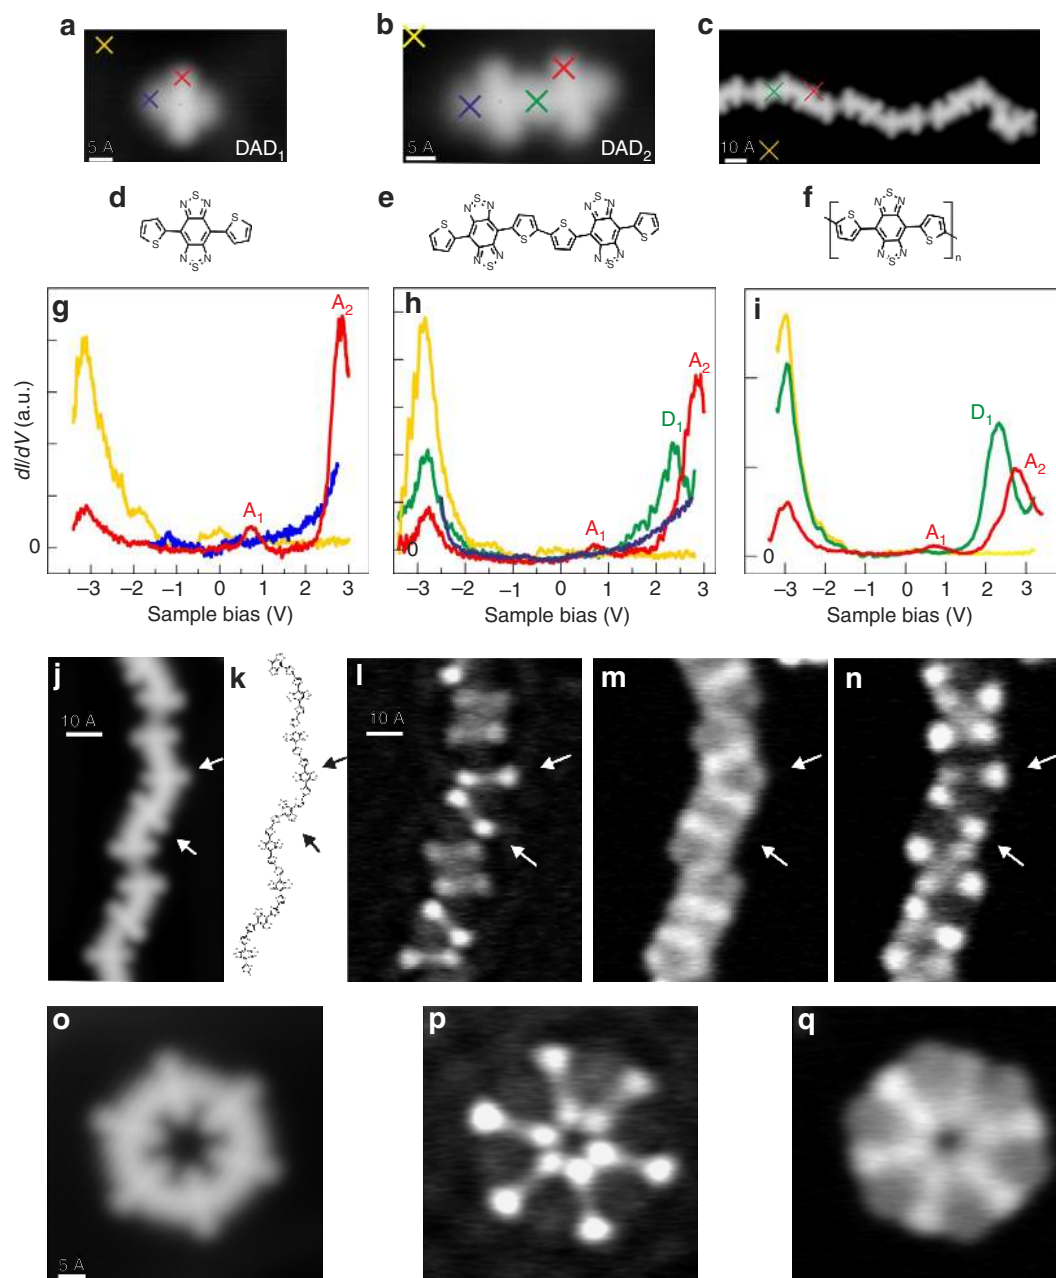 a
b
c
5 Å
DAD1
5 Å
DAD2
10 Å
d
e
f
n
g
A2
A1
dI/dV (a.u.)
0
−3 −2 −1 0 1 2 3
Sample bias (V)
h
A2
D1
A1
0
−3 −2 −1 0 1 2 3
Sample bias (V)
i
D1
A2
A1
0
−3 −2 −1 0 1 2 3
Sample bias (V)
j
10 Å
k
l
10 Å
m
n
o
5 Å
p
q